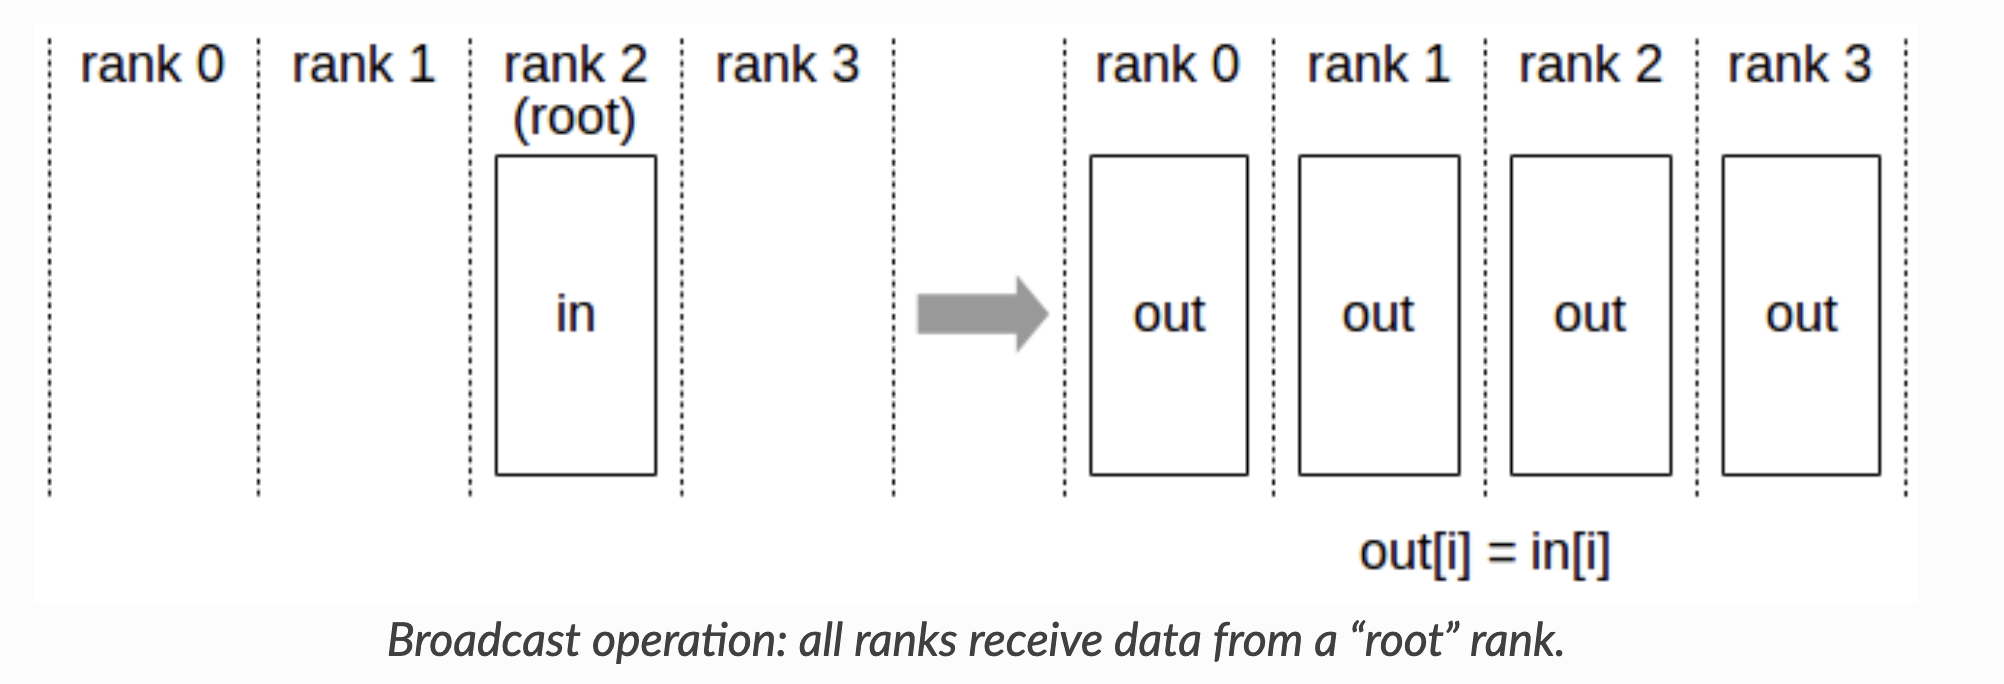 rank 0 rank 1 rank 2 rank 3 rank 0 rank 1 rank 2 rank 3
(root)
in out out out out
out[i] = in[i]
Broadcast operation: all ranks receive data from a “root” rank.